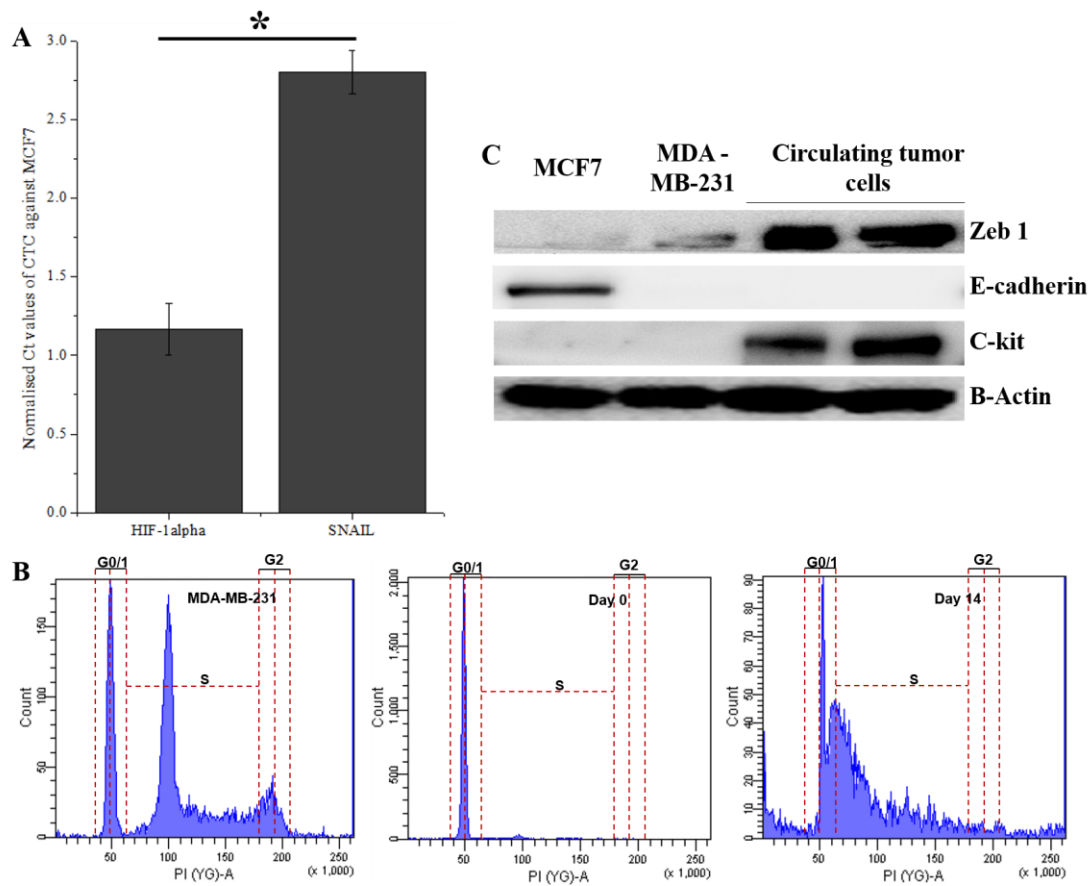 A
*
Normalised Ct values of CTC against MCF7
3.0
2.5
2.0
1.5
1.0
0.5
0.0
HIF-1alpha
SNAIL
C
MCF7
MDA -
MB-231
Circulating tumor
cells
Zeb 1
E-cadherin
C-kit
B-Actin
B
G0/1
G2
MDA-MB-231
S
Count
150
100
50
0
50
100
150
200
250
PI (YG)-A
(x 1,000)
G0/1
G2
Day 0
S
Count
2,000
1,500
1,000
500
0
50
100
150
200
250
PI (YG)-A
(x 1,000)
G0/1
G2
Day 14
S
Count
90
80
70
60
50
40
30
20
10
0
50
100
150
200
250
PI (YG)-A
(x 1,000)